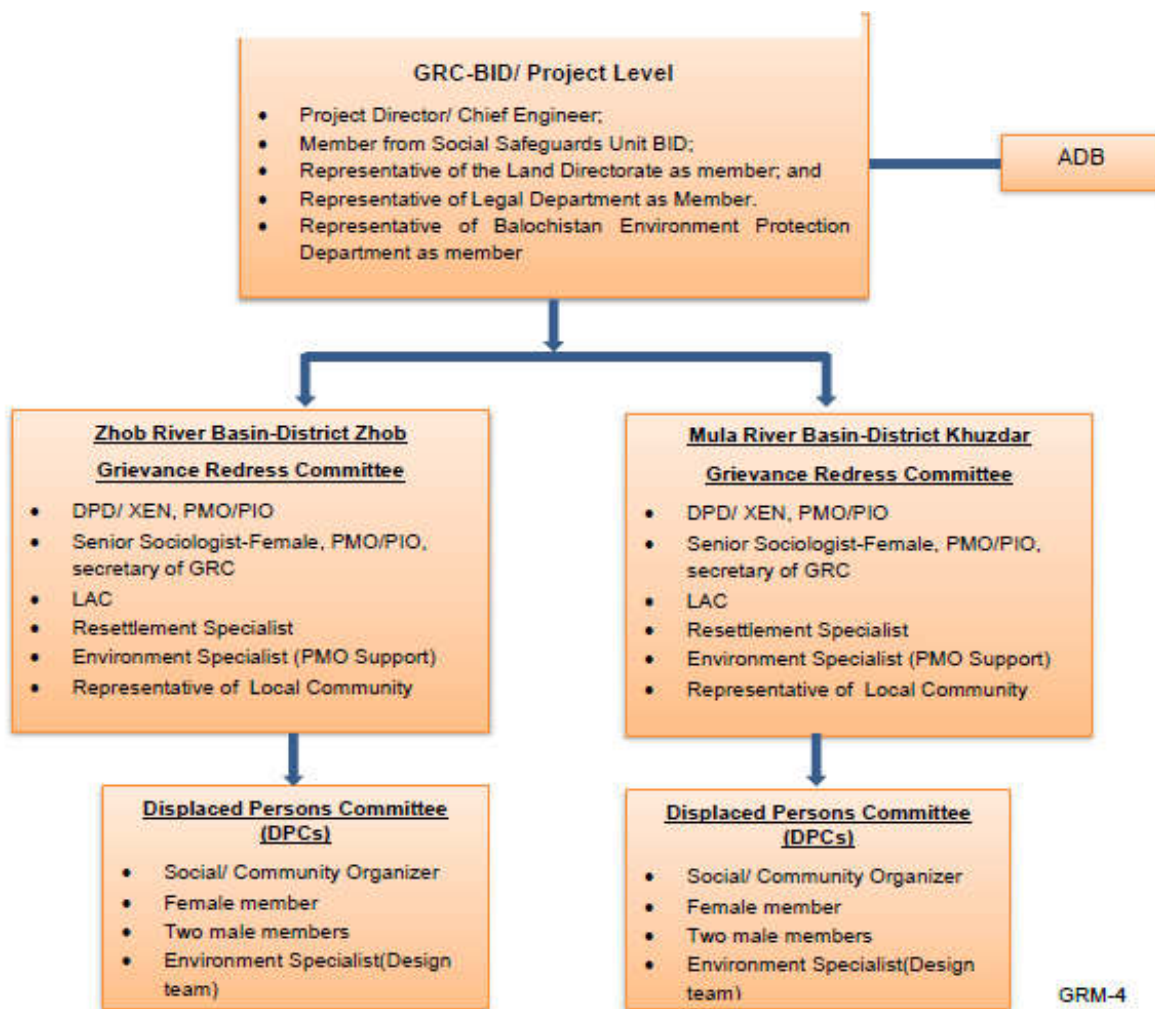 GRC-BID/ Project Level
• Project Director/ Chief Engineer;
• Member from Social Safeguards Unit BID;
• Representative of the Land Directorate as member; and
• Representative of Legal Department as Member.
• Representative of Balochistan Environment Protection
Department as member
ADB
Zhob River Basin-District Zhob
Grievance Redress Committee
• DPD/ XEN, PMO/PIO
• Senior Sociologist-Female, PMO/PIO,
secretary of GRC
• LAC
• Resettlement Specialist
• Environment Specialist (PMO Support)
• Representative of Local Community
Mula River Basin-District Khuzdar
Grievance Redress Committee
• DPD/ XEN, PMO/PIO
• Senior Sociologist-Female, PMO/PIO,
secretary of GRC
• LAC
• Resettlement Specialist
• Environment Specialist (PMO Support)
• Representative of Local Community
Displaced Persons Committee
(DPCs)
• Social/ Community Organizer
• Female member
• Two male members
• Environment Specialist(Design
team)
Displaced Persons Committee
(DPCs)
• Social/ Community Organizer
• Female member
• Two male members
• Environment Specialist(Design
team)
GRM-4